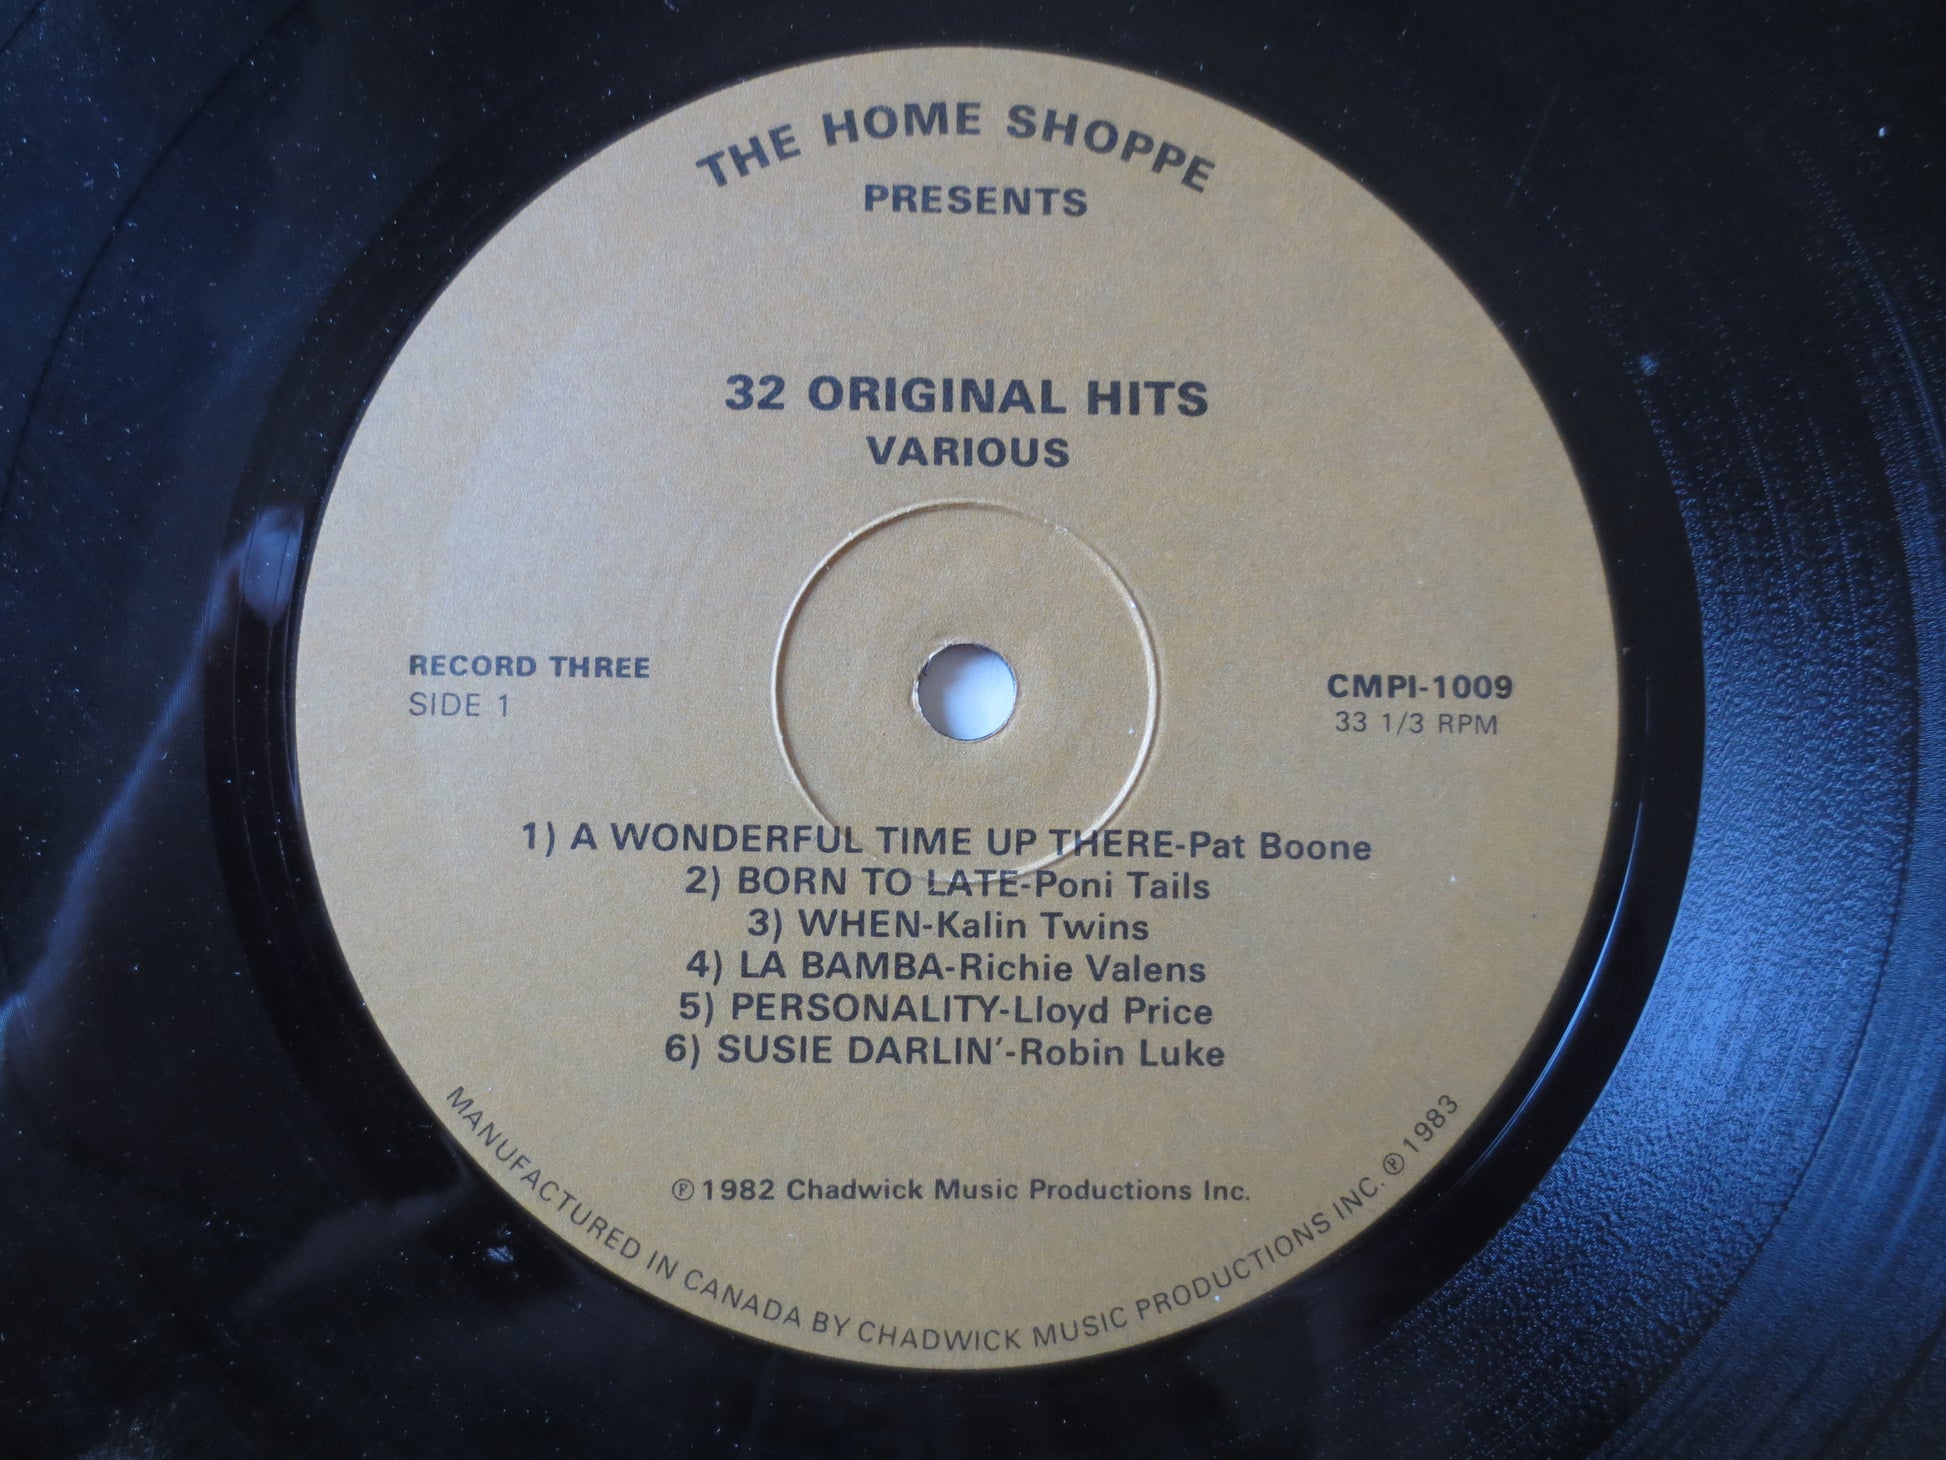 THE HOME SHOPPE
PRESENTS
32 ORIGINAL HITS
VARIOUS
RECORD THREE
SIDE 1
CMPI-1009
33 1/3 RPM
1) A WONDERFUL TIME UP THERE-Pat Boone
2) BORN TO LATE-Poni Tails
3) WHEN-Kalin Twins
4) LA BAMBA-Richie Valens
5) PERSONALITY-Lloyd Price
6) SUSIE DARLIN'-Robin Luke
℗ 1982 Chadwick Music Productions Inc.
MANUFACTURED IN CANADA BY CHADWICK MUSIC PRODUCTIONS INC. ℗ 1983